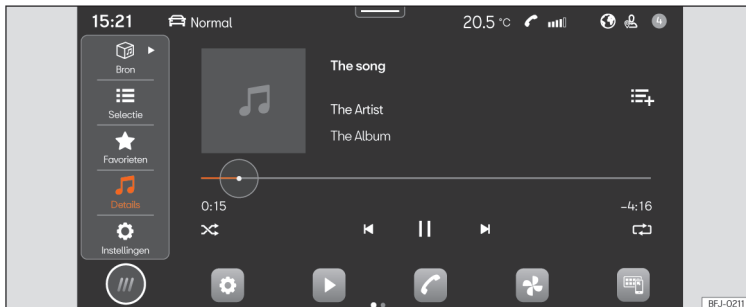 15:21 Normal 20.5 °C 4
Bron
Selectie
Favorieten
Details
Instellingen
The song
The Artist
The Album
0:15 -4:16
BFJ-0211